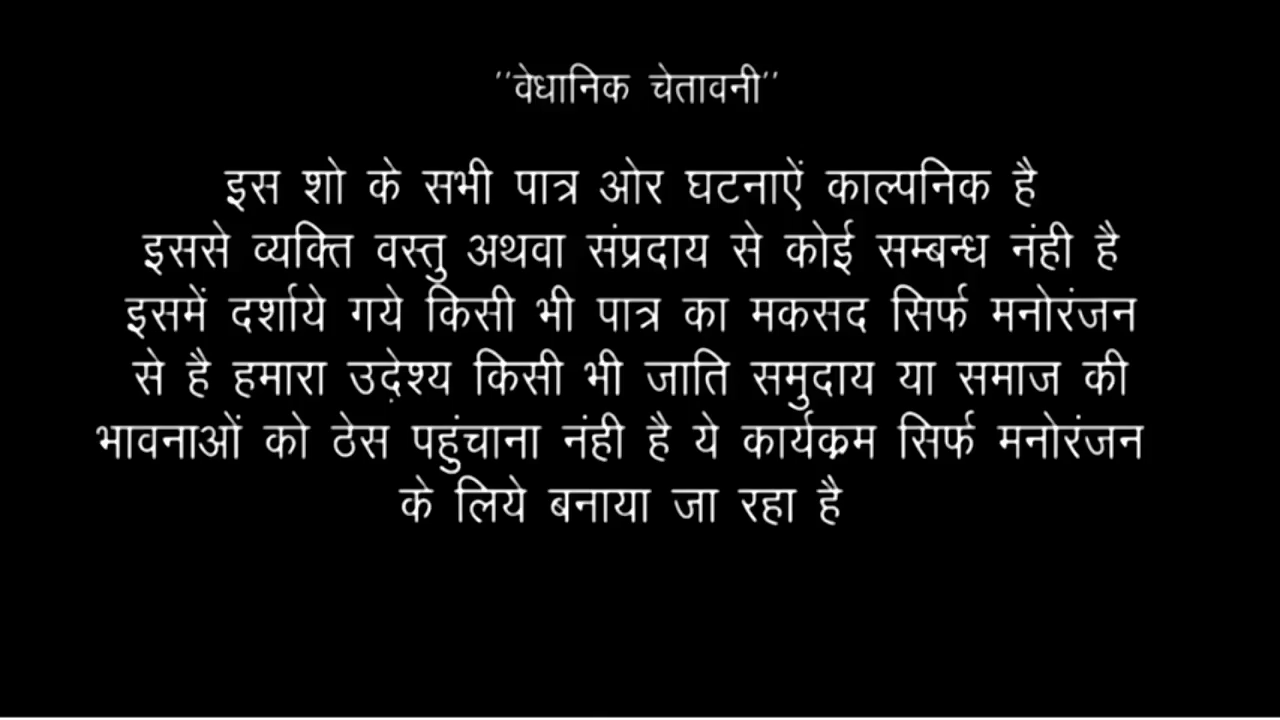 ''वेधानिक चेतावनी''
इस शो के सभी पात्र ओर घटनाऐं काल्पनिक है
इससे व्यक्ति वस्तु अथवा संप्रदाय से कोई सम्बन्ध नंही है
इसमें दर्शाये गये किसी भी पात्र का मकसद सिर्फ मनोरंजन
से है हमारा उद़ेश्य किसी भी जाति समुदाय या समाज की
भावनाओं को ठेस पहुंचाना नंही है ये कार्यक्रम सिर्फ मनोरंजन
के लिये बनाया जा रहा है